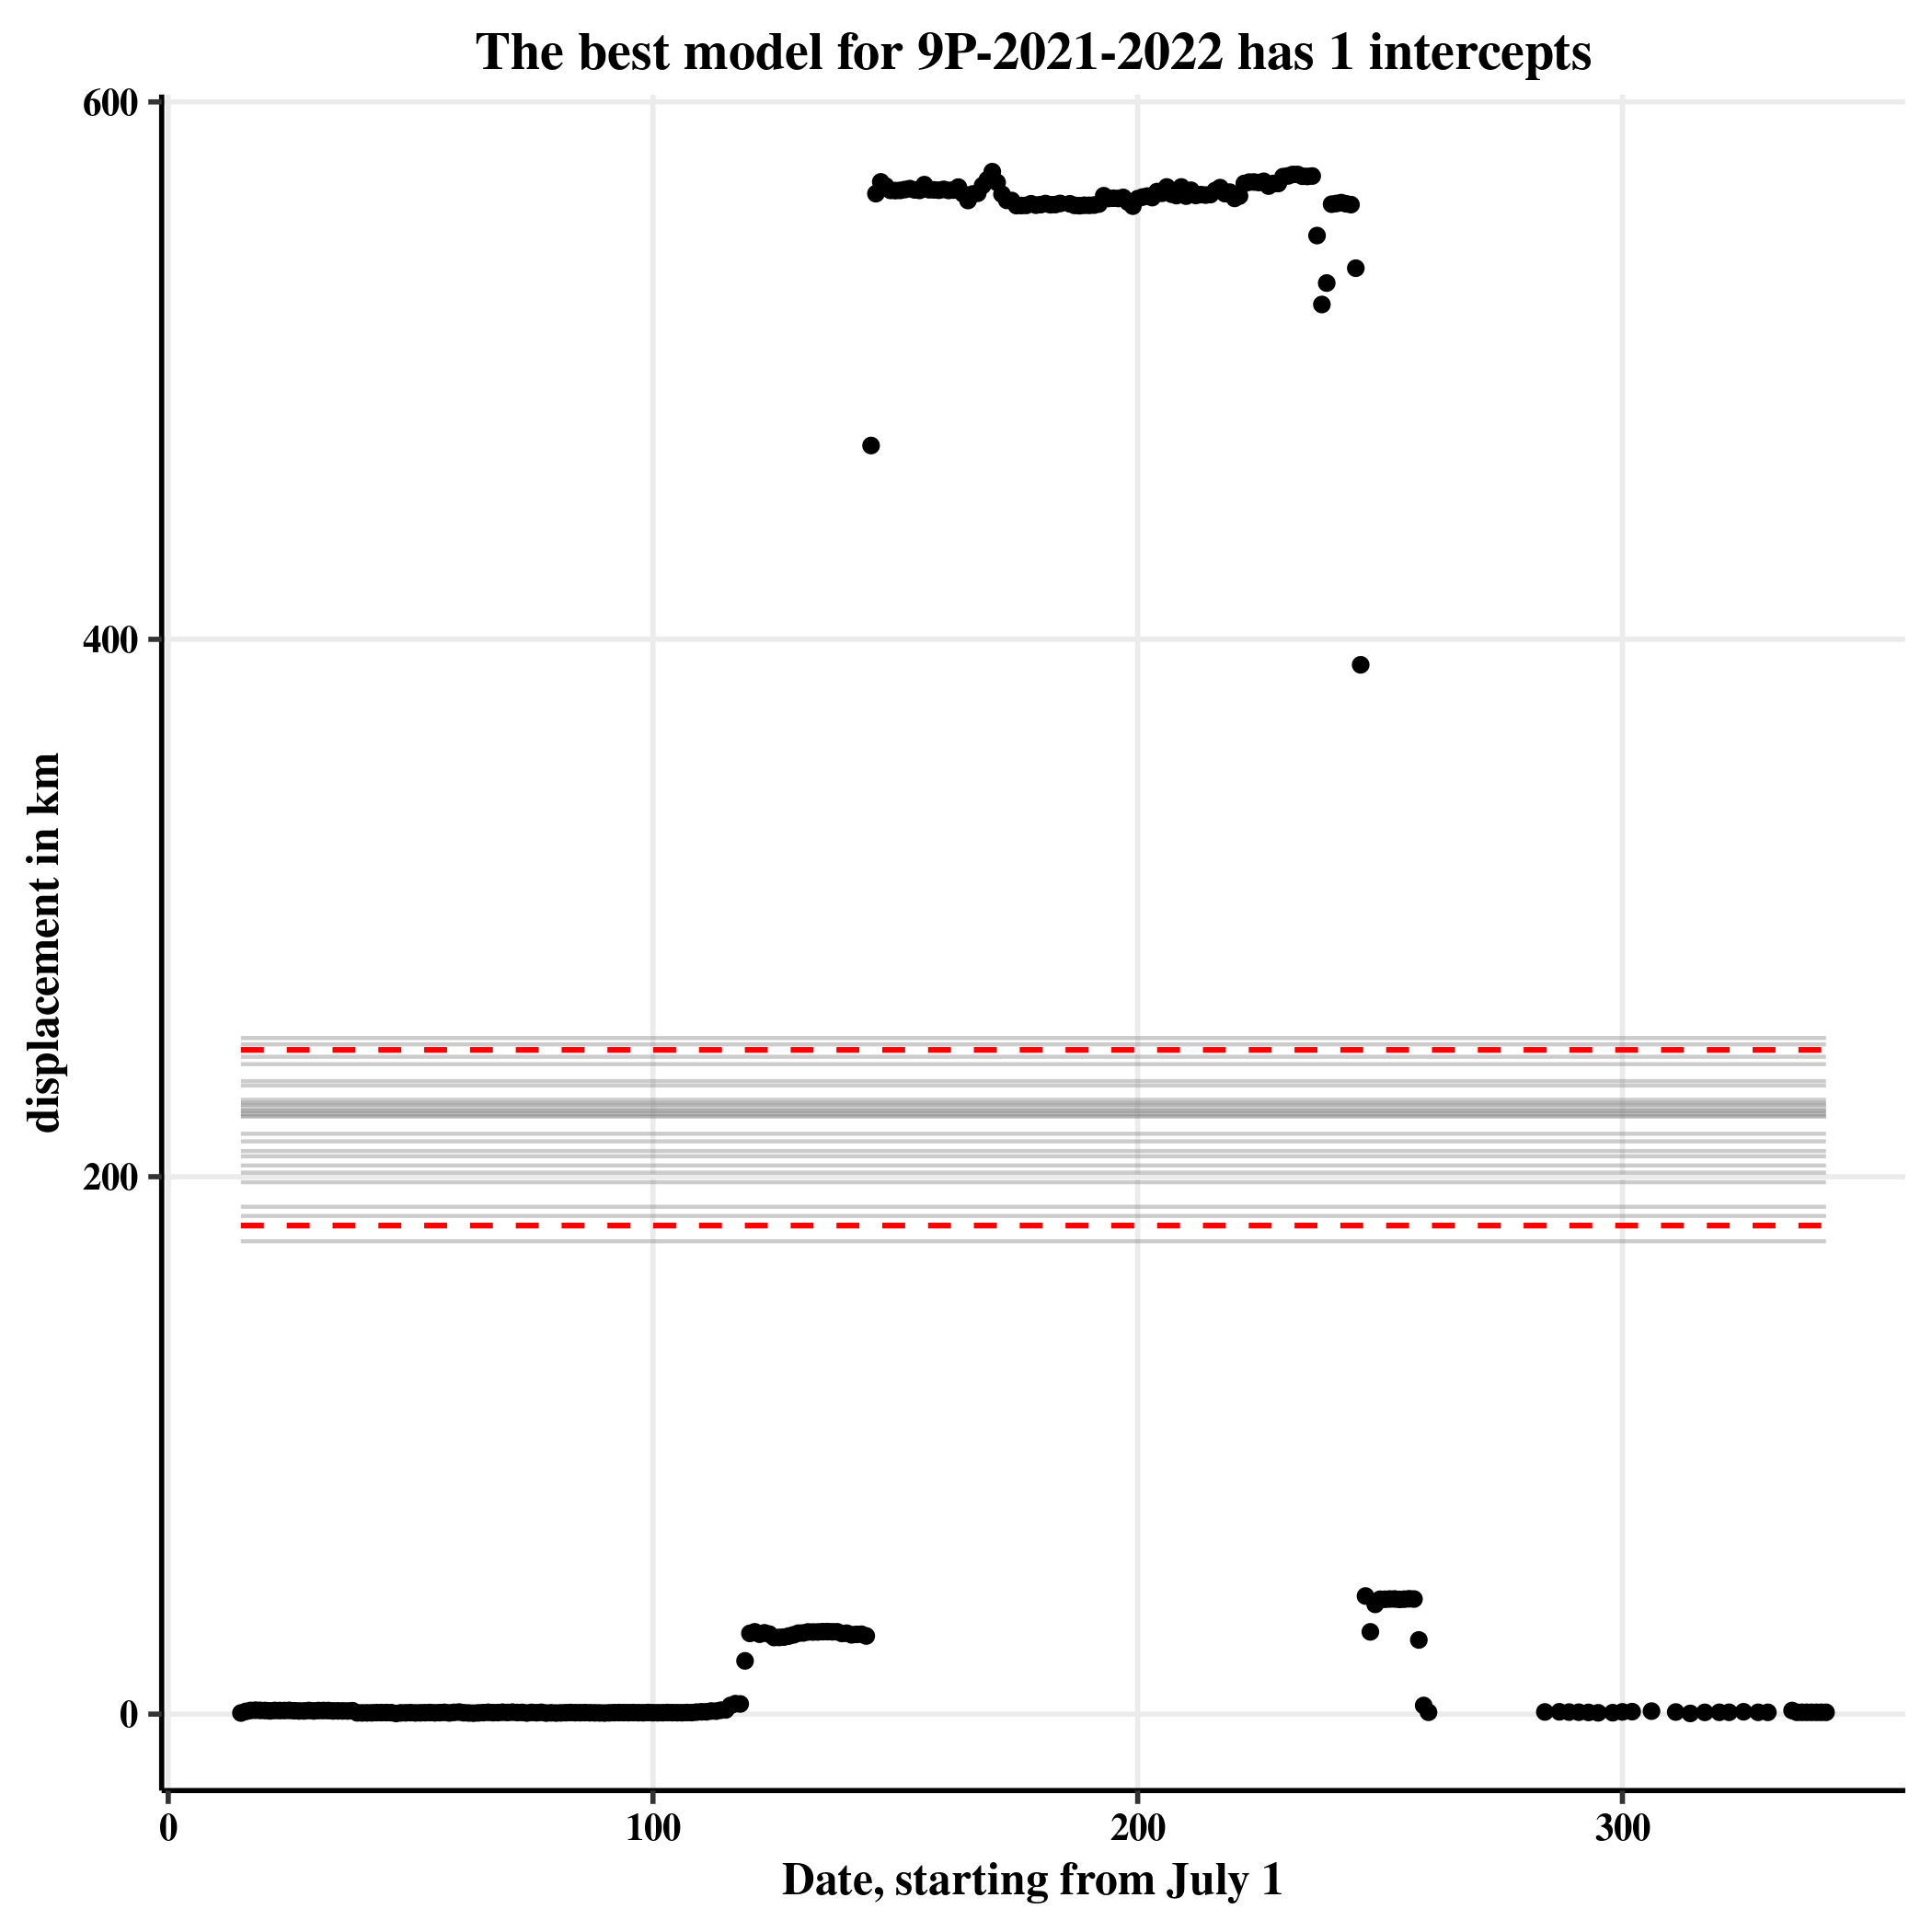 The best model for 9P-2021-2022 has 1 intercepts
600
400
200
0
displacement in km
0 100 200 300
Date, starting from July 1